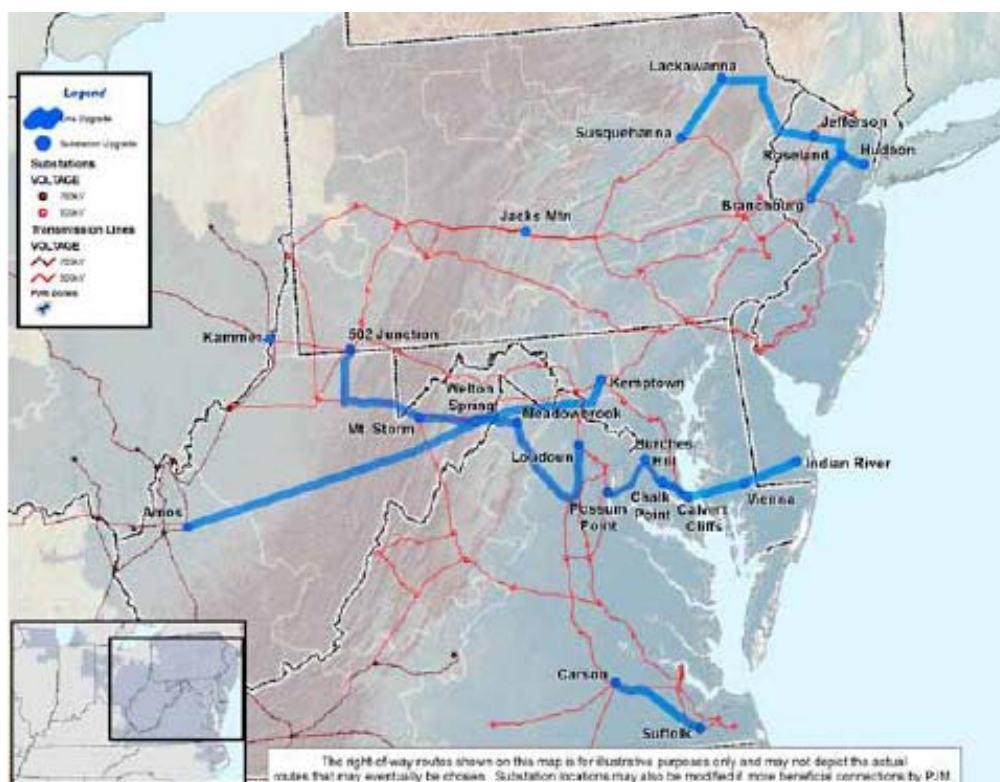 Lackawanna
Legend
Line Upgrade
Substation Upgrade
Jefferson
Susquehanna
Roseland
Hudson
Substations
VOLTAGE
765kV
500kV
Branchburg
Jacks Mtn
Transmission Lines
VOLTAGE
765kV
500kV
PJM Zones
Kammer
502 Junction
Kemptown
Welton
Spring
Meadowbrook
Mt. Storm
Burches
Hill
Loudoun
Indian River
Amos
Possum
Point
Chalk
Point
Calvert
Cliffs
Vienna
Carson
Suffolk
The right-of-way routes shown on this map is for illustrative purposes only and may not depict the actual
routes that may eventually be chosen. Substation locations may also be modified if more beneficial connections by PJM.